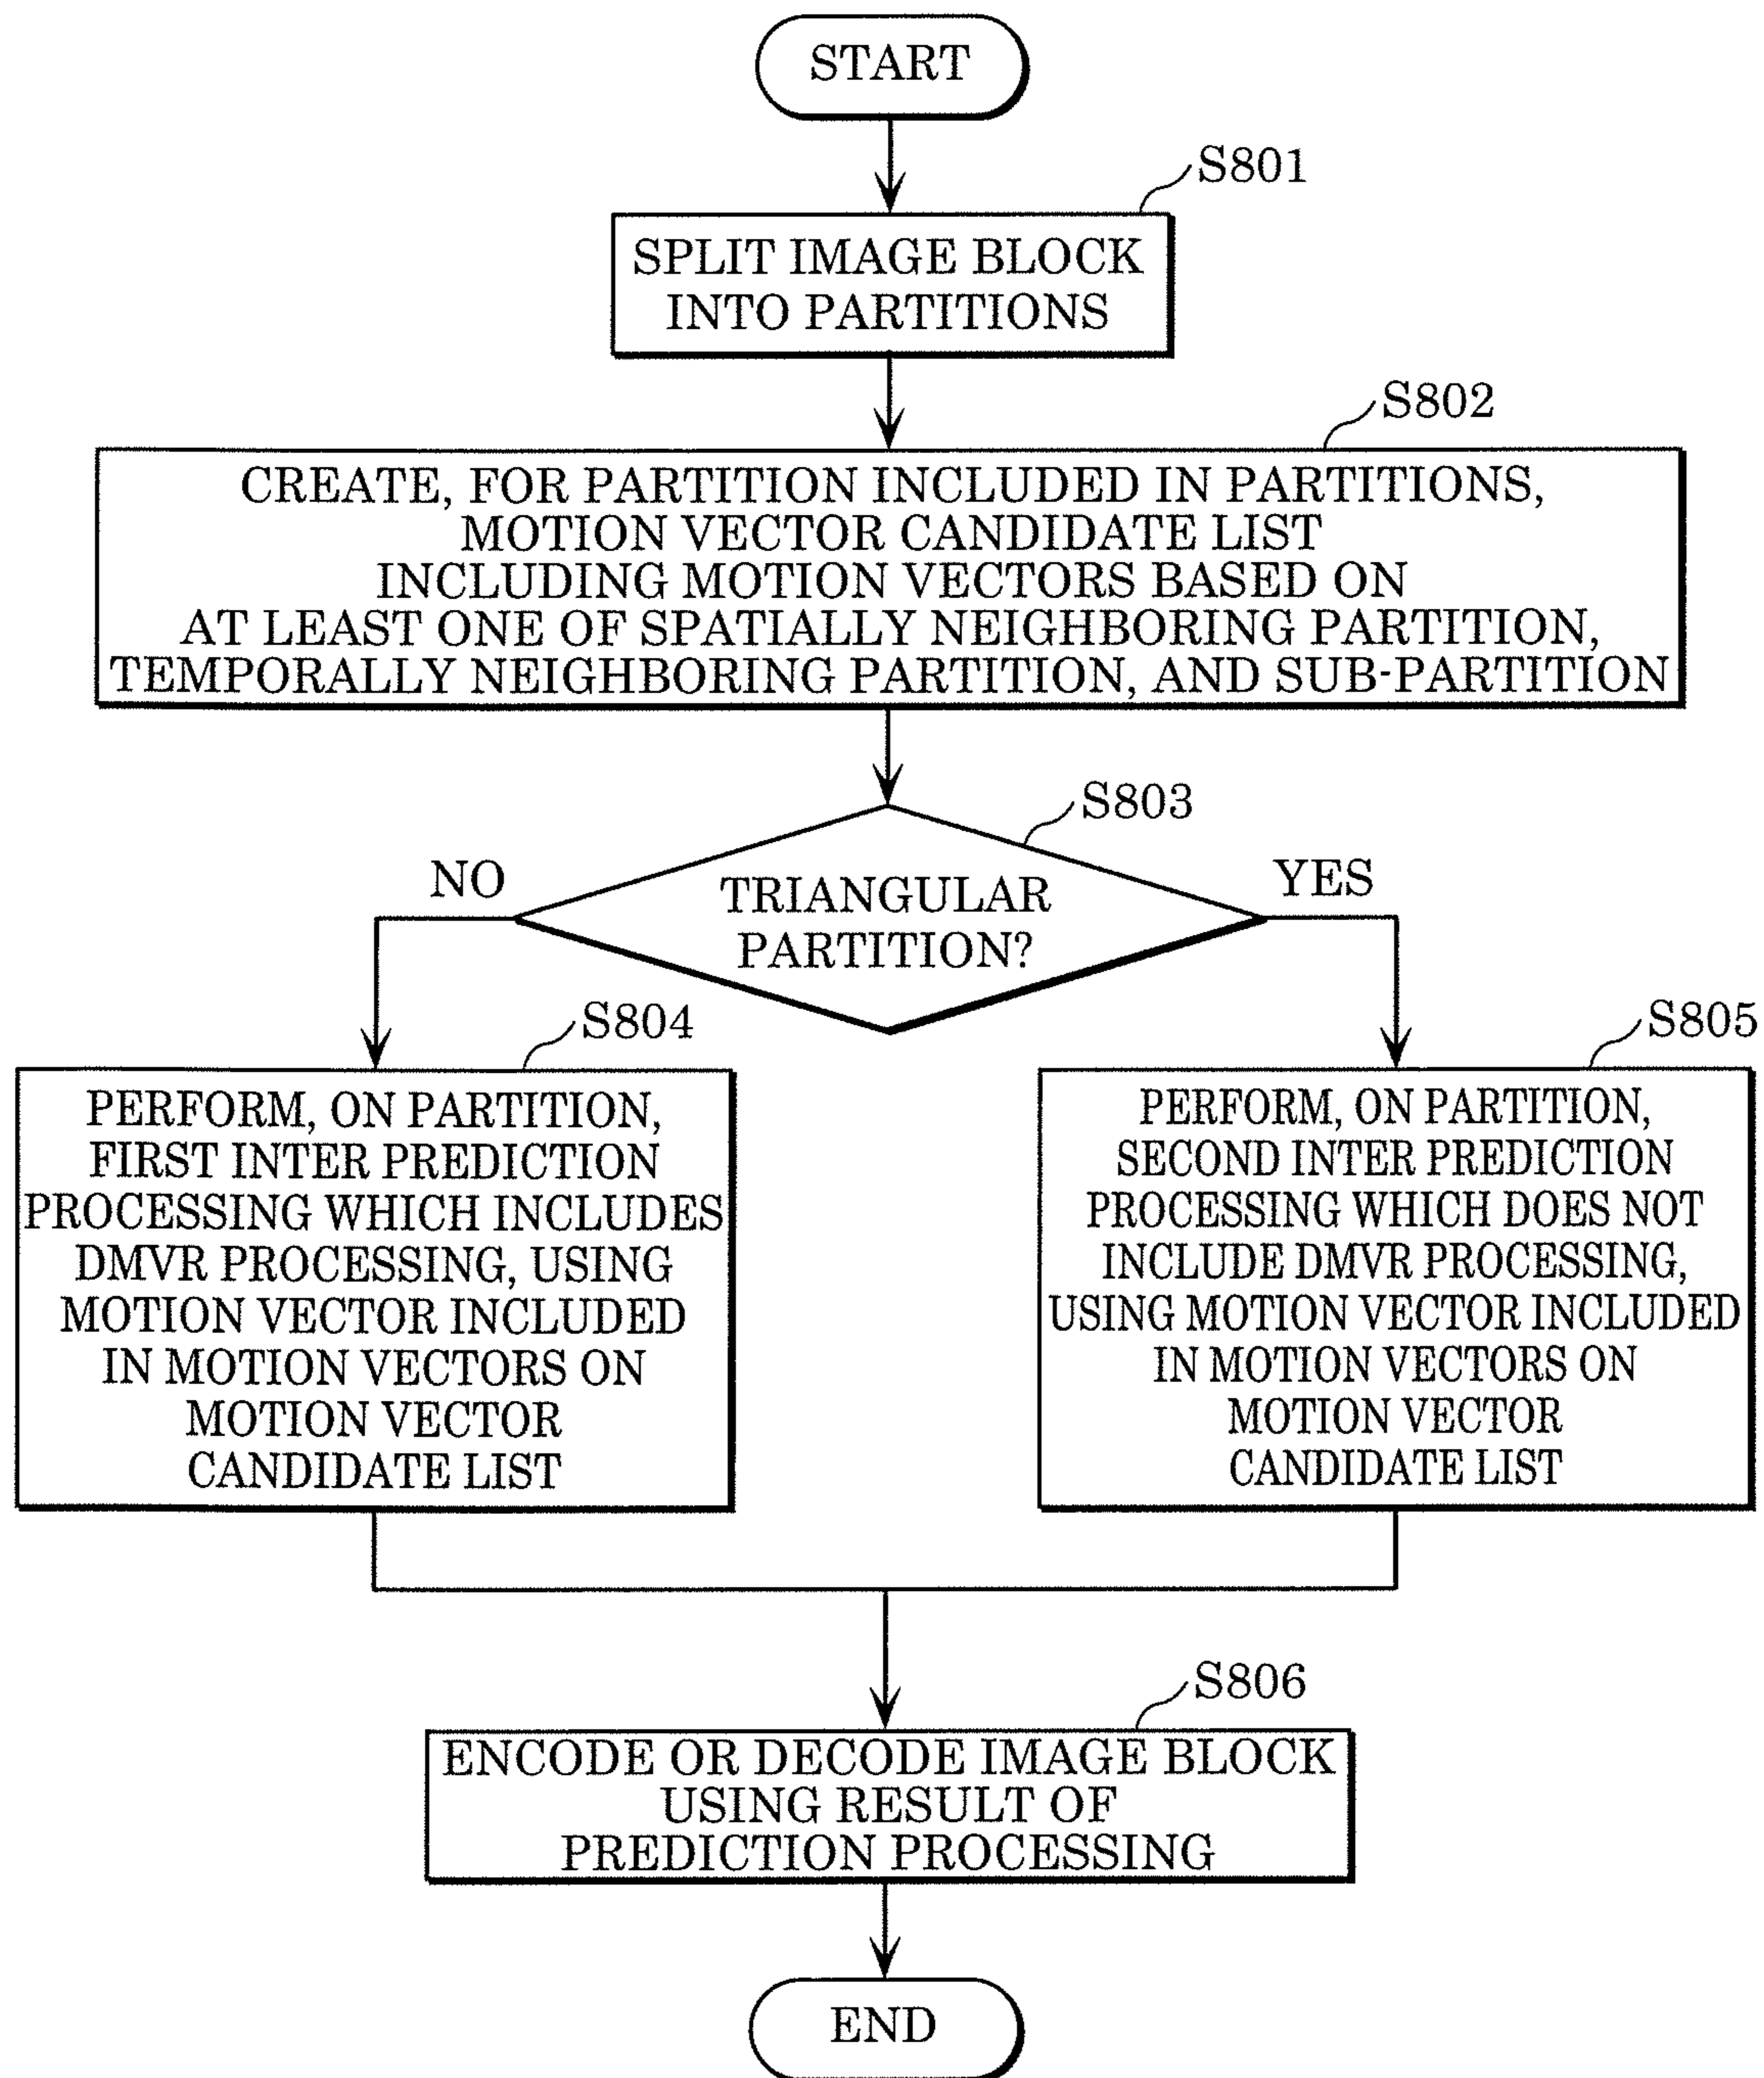 START
S801
SPLIT IMAGE BLOCK
INTO PARTITIONS
S802
CREATE, FOR PARTITION INCLUDED IN PARTITIONS,
MOTION VECTOR CANDIDATE LIST
INCLUDING MOTION VECTORS BASED ON
AT LEAST ONE OF SPATIALLY NEIGHBORING PARTITION,
TEMPORALLY NEIGHBORING PARTITION, AND SUB-PARTITION
S803
NO
YES
TRIANGULAR
PARTITION?
S804
PERFORM, ON PARTITION,
FIRST INTER PREDICTION
PROCESSING WHICH INCLUDES
DMVR PROCESSING, USING
MOTION VECTOR INCLUDED
IN MOTION VECTORS ON
MOTION VECTOR
CANDIDATE LIST
S805
PERFORM, ON PARTITION,
SECOND INTER PREDICTION
PROCESSING WHICH DOES NOT
INCLUDE DMVR PROCESSING,
USING MOTION VECTOR INCLUDED
IN MOTION VECTORS ON
MOTION VECTOR
CANDIDATE LIST
S806
ENCODE OR DECODE IMAGE BLOCK
USING RESULT OF
PREDICTION PROCESSING
END